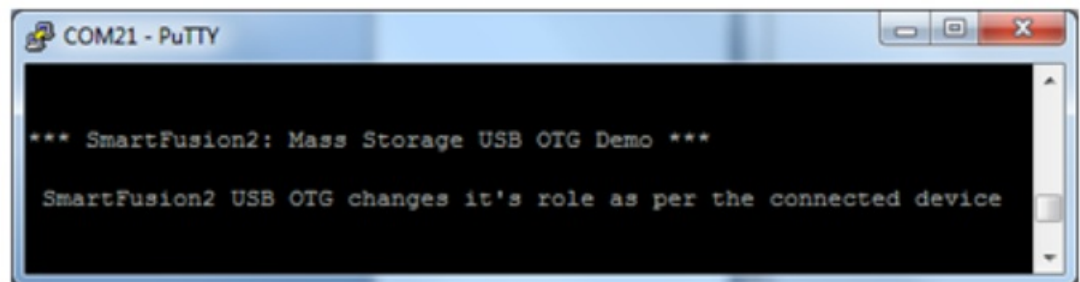 COM21 - PuTTY
*** SmartFusion2: Mass Storage USB OTG Demo ***
SmartFusion2 USB OTG changes it's role as per the connected device